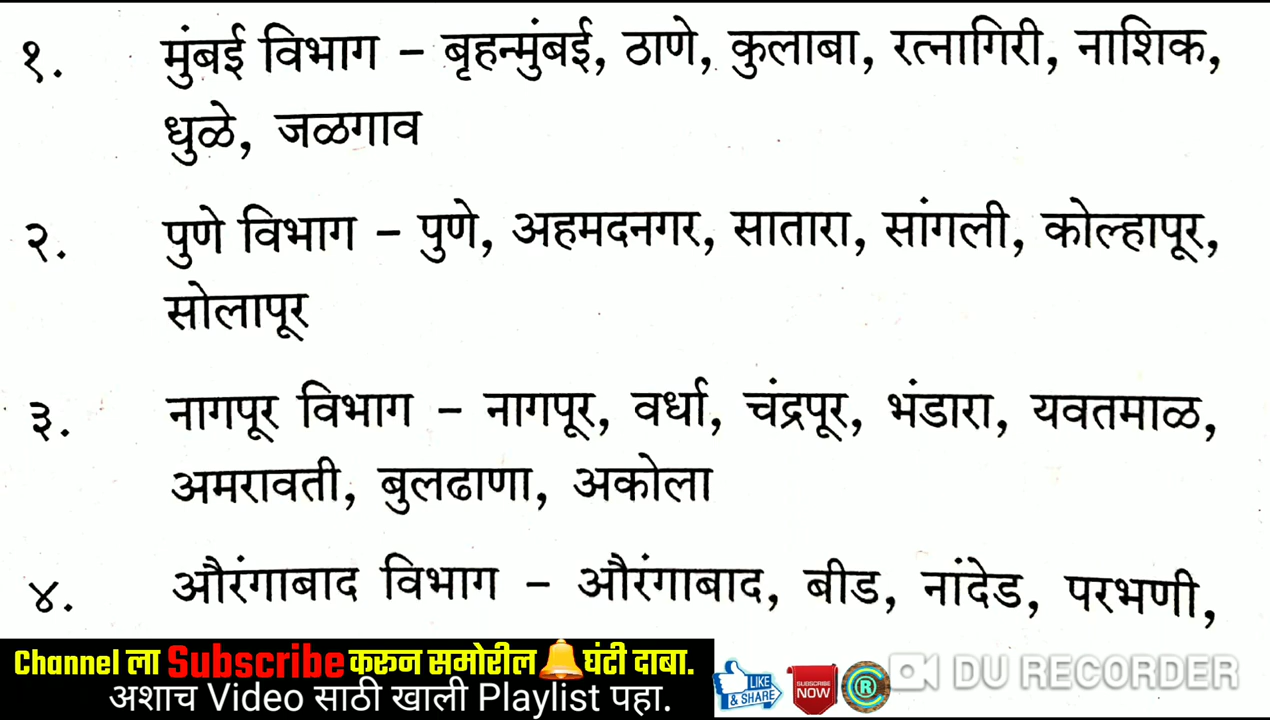 १. मुंबई विभाग – बृहन्मुंबई, ठाणे, कुलाबा, रत्नागिरी, नाशिक,
धुळे, जळगाव
२. पुणे विभाग – पुणे, अहमदनगर, सातारा, सांगली, कोल्हापूर,
सोलापूर
३. नागपूर विभाग – नागपूर, वर्धा, चंद्रपूर, भंडारा, यवतमाळ,
अमरावती, बुलढाणा, अकोला
४. औरंगाबाद विभाग – औरंगाबाद, बीड, नांदेड, परभणी,
Channel ला Subscribe करून समोरील घंटी दाबा.
अशाच Video साठी खाली Playlist पहा.
LIKE
& SHARE
SUBSCRIBE
NOW
R
DU RECORDER